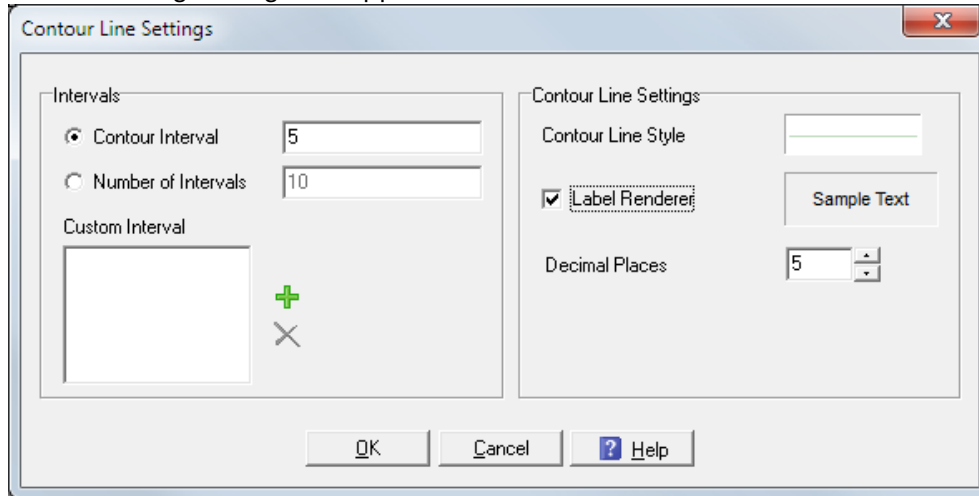 Contour Line Settings
x
Intervals
Contour Interval
5
Number of Intervals
10
Custom Interval
Contour Line Settings
Contour Line Style
Label Renderer
Sample Text
Decimal Places
5
OK
Cancel
? Help